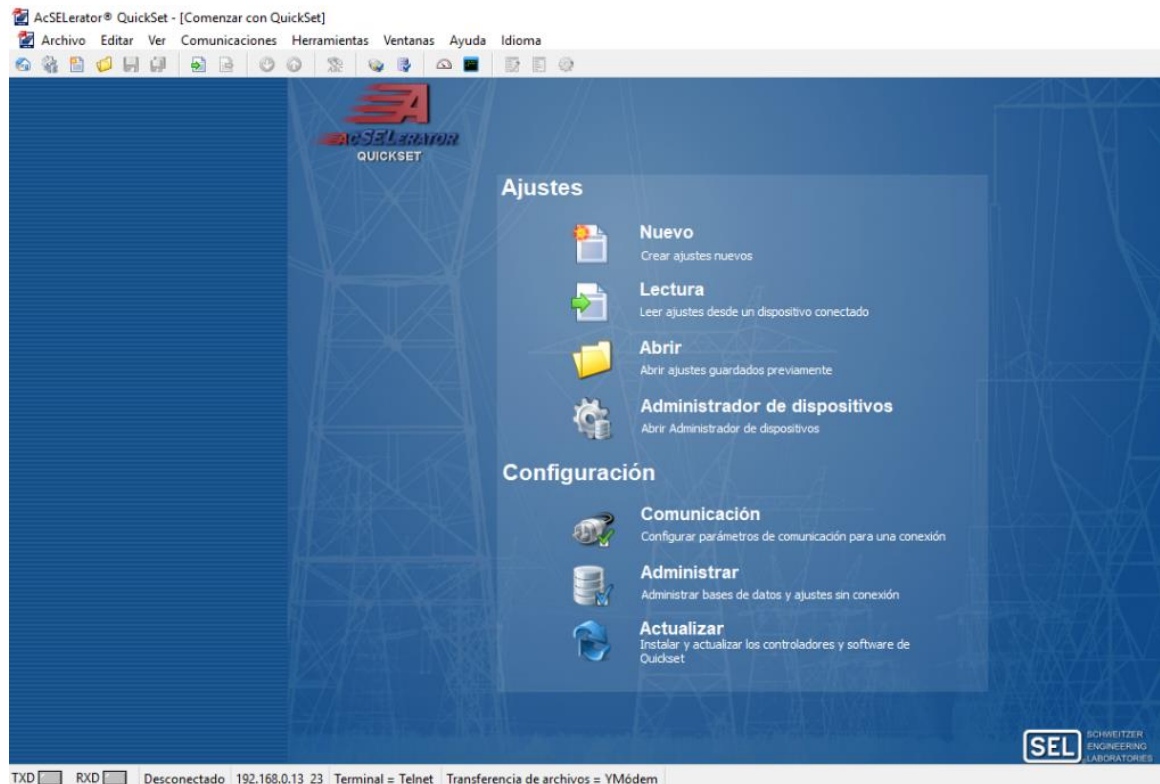 AcSELerator® QuickSet - [Comenzar con QuickSet]
Archivo Editar Ver Comunicaciones Herramientas Ventanas Ayuda Idioma
A
AcSELERATOR
QUICKSET
Ajustes
Nuevo
Crear ajustes nuevos
Lectura
Leer ajustes desde un dispositivo conectado
Abrir
Abrir ajustes guardados previamente
Administrador de dispositivos
Abrir Administrador de dispositivos
Configuración
Comunicación
Configurar parámetros de comunicación para una conexión
Administrar
Administrar bases de datos y ajustes sin conexión
Actualizar
Instalar y actualizar los controladores y software de
Quickset
SEL
SCHWEITZER
ENGINEERING
LABORATORIES
TXD RXD Desconectado 192.168.0.13 23 Terminal = Telnet Transferencia de archivos = YMódem